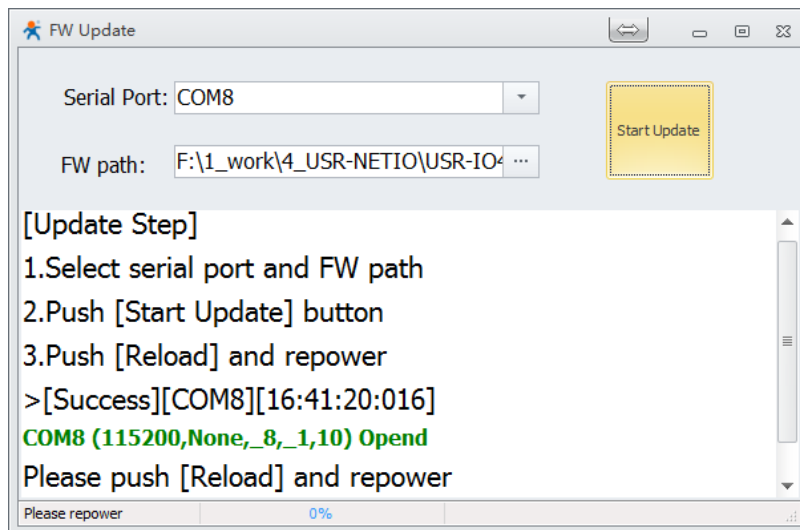 FW Update
Serial Port: COM8
Start Update
FW path: F:\1_work\4_USR-NETIO\USR-IO4 ...
[Update Step]
1.Select serial port and FW path
2.Push [Start Update] button
3.Push [Reload] and repower
>[Success][COM8][16:41:20:016]
COM8 (115200,None,_8,_1,10) Opend
Please push [Reload] and repower
Please repower 0%